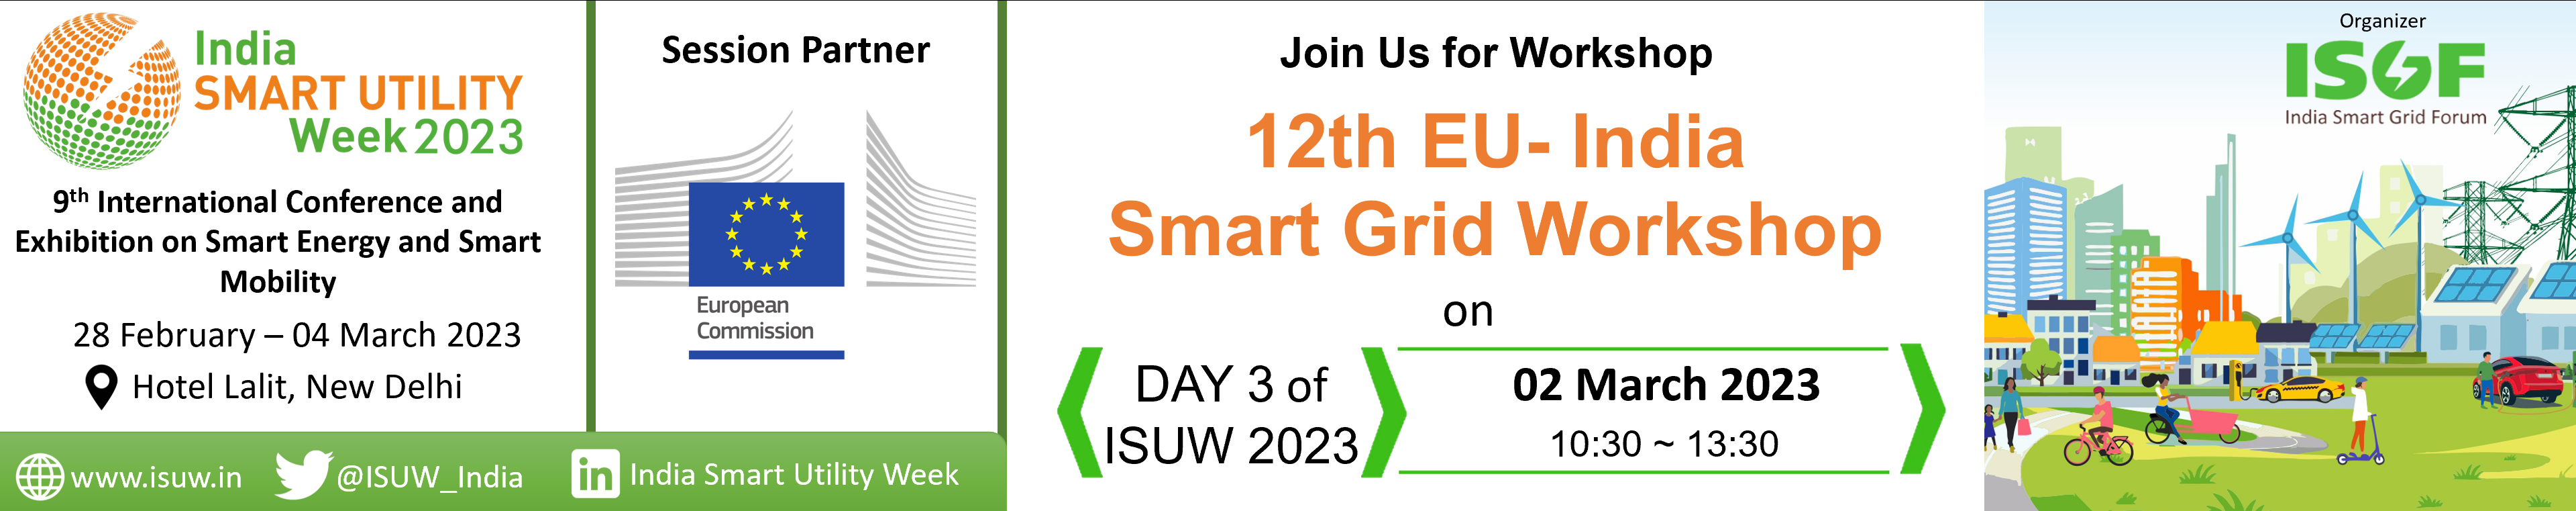 India
SMART UTILITY
Week 2023
9th International Conference and
Exhibition on Smart Energy and Smart
Mobility
28 February – 04 March 2023
Hotel Lalit, New Delhi
www.isuw.in
@ISUW_India
in India Smart Utility Week
Session Partner
European
Commission
Join Us for Workshop
12th EU- India
Smart Grid Workshop
on
DAY 3 of
ISUW 2023
02 March 2023
10:30 ~ 13:30
Organizer
ISGF
India Smart Grid Forum